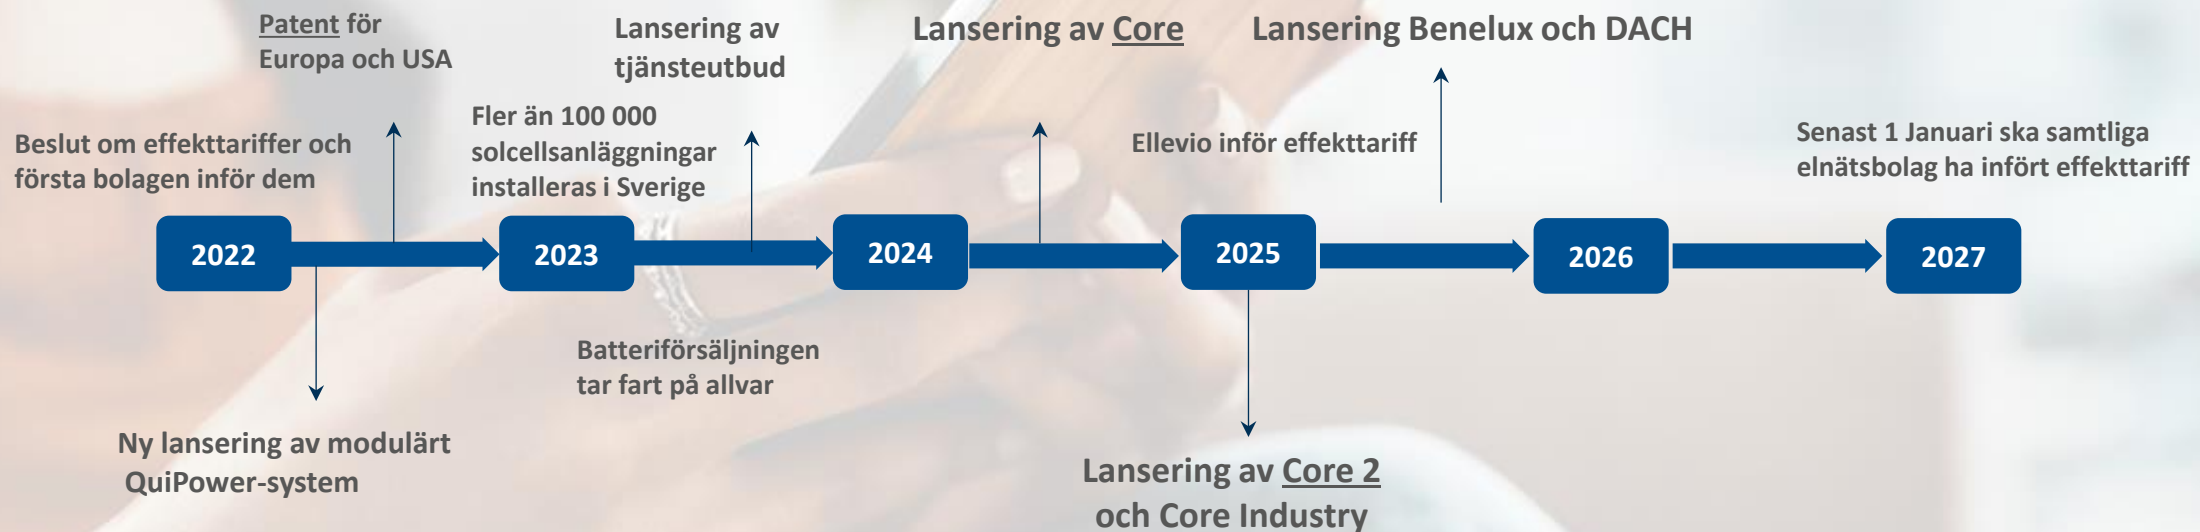 Patent för
Europa och USA
Lansering av
tjänsteutbud
Lansering av Core
Lansering Benelux och DACH
Beslut om effekttariffer och
första bolagen inför dem
Fler än 100 000
solcellsanläggningar
installeras i Sverige
Ellevio inför effekttariff
Senast 1 Januari ska samtliga
elnätsbolag ha infört effekttariff
2022
2023
2024
2025
2026
2027
Batteriförsäljningen
tar fart på allvar
Ny lansering av modulärt
QuiPower-system
Lansering av Core 2
och Core Industry